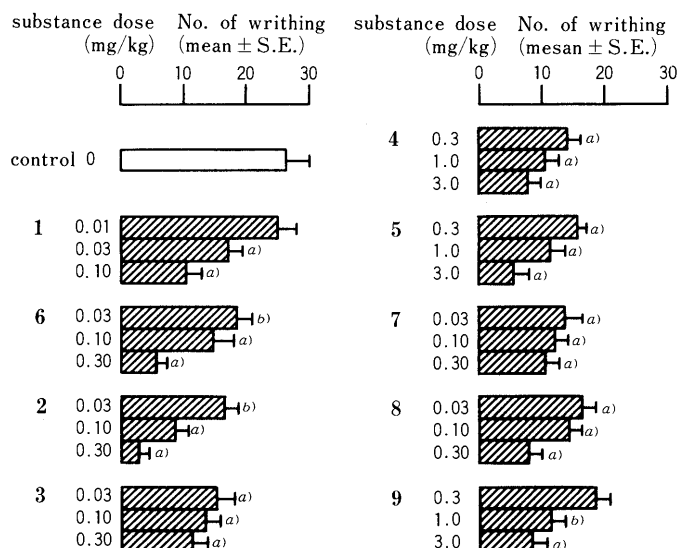 substance dose No. of writhing
(mg/kg) (mean ± S.E.)
0 10 20 30
control 0
1 0.01
0.03 a)
0.10 a)
6 0.03 b)
0.10 a)
0.30 a)
2 0.03 b)
0.10 a)
0.30 a)
3 0.03 a)
0.10 a)
0.30 a)
substance dose No. of writhing
(mg/kg) (mesan ± S.E.)
0 10 20 30
4 0.3 a)
1.0 a)
3.0 a)
5 0.3 a)
1.0 a)
3.0 a)
7 0.03 a)
0.10 a)
0.30 a)
8 0.03 a)
0.10 a)
0.30 a)
9 0.3
1.0 b)
3.0 a)